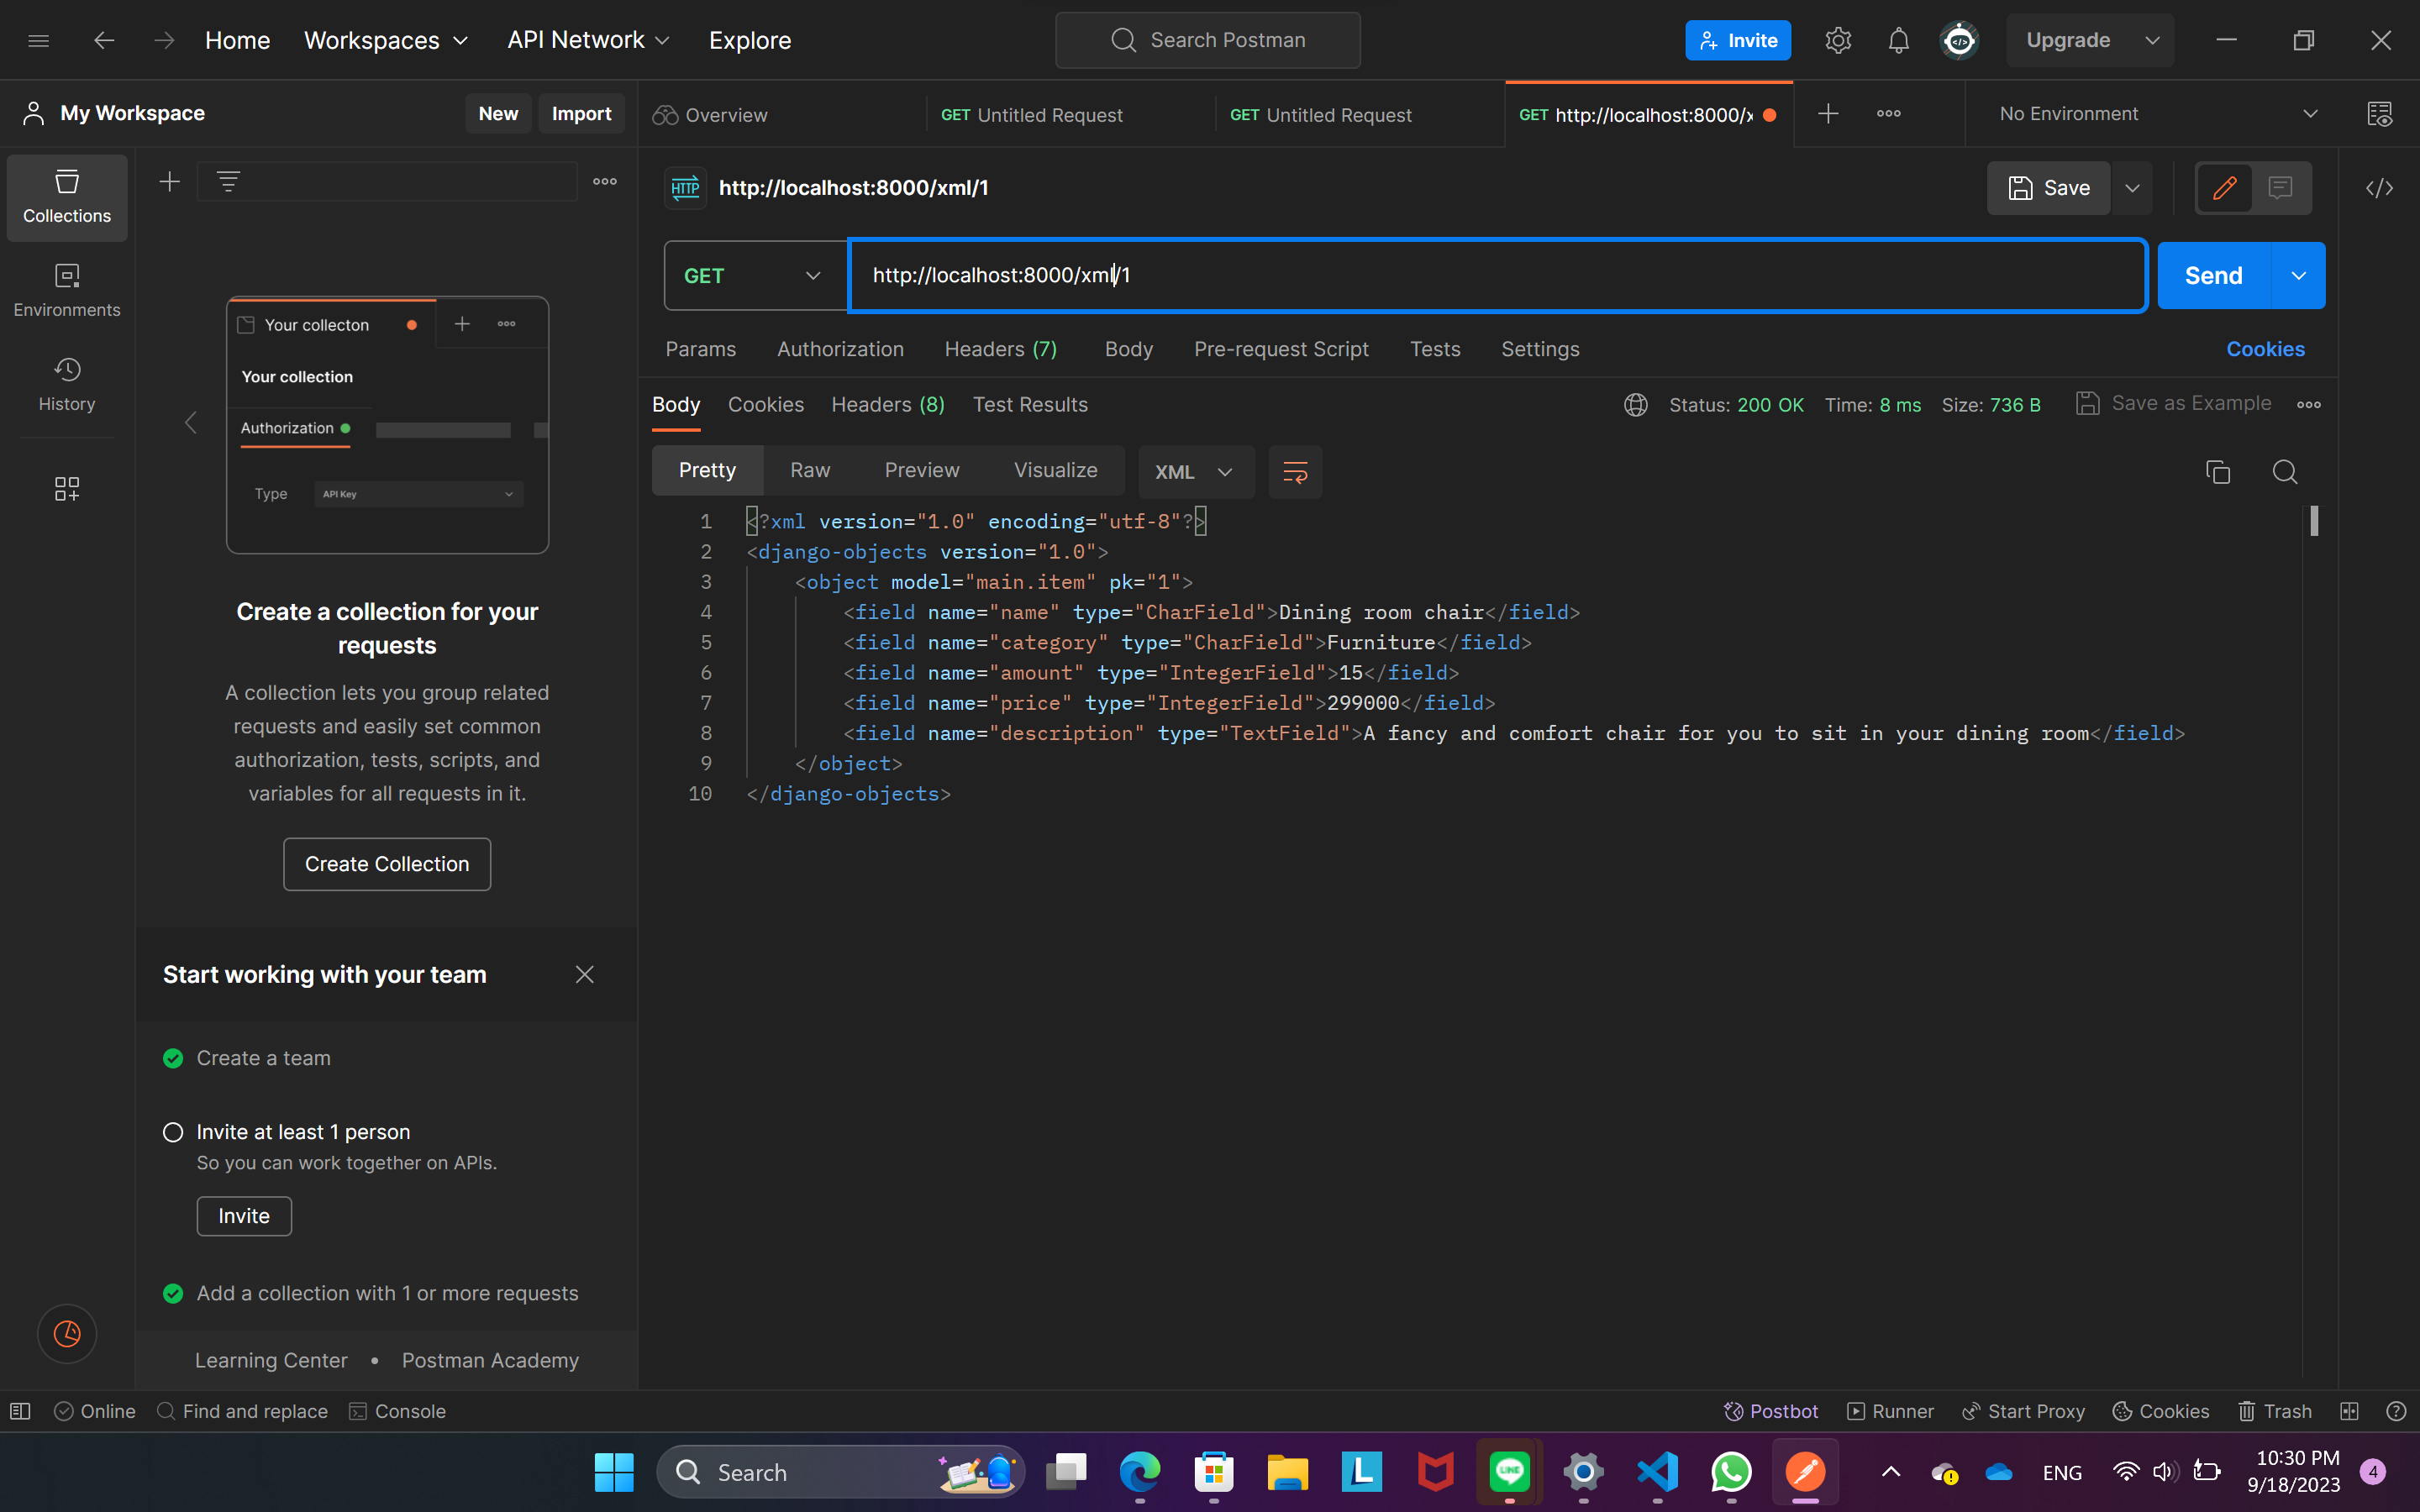 Home Workspaces API Network Explore Search Postman Invite Upgrade
My Workspace New Import Overview GET Untitled Request GET Untitled Request GET http://localhost:8000/x No Environment
Collections
Environments
History
Your collecton
Your collection
Authorization
Type API Key
Create a collection for your
requests
A collection lets you group related
requests and easily set common
authorization, tests, scripts, and
variables for all requests in it.
Create Collection
Start working with your team
Create a team
Invite at least 1 person
So you can work together on APIs.
Invite
Add a collection with 1 or more requests
Learning Center • Postman Academy
HTTP http://localhost:8000/xml/1 Save </>
GET http://localhost:8000/xml/1 Send
Params Authorization Headers (7) Body Pre-request Script Tests Settings Cookies
Body Cookies Headers (8) Test Results Status: 200 OK Time: 8 ms Size: 736 B Save as Example
Pretty Raw Preview Visualize XML
1 <?xml version="1.0" encoding="utf-8"?>
2 <django-objects version="1.0">
3 <object model="main.item" pk="1">
4 <field name="name" type="CharField">Dining room chair</field>
5 <field name="category" type="CharField">Furniture</field>
6 <field name="amount" type="IntegerField">15</field>
7 <field name="price" type="IntegerField">299000</field>
8 <field name="description" type="TextField">A fancy and comfort chair for you to sit in your dining room</field>
9 </object>
10 </django-objects>
Online Find and replace Console Postbot Runner Start Proxy Cookies Trash
Search L LINE ENG 10:30 PM
9/18/2023 4